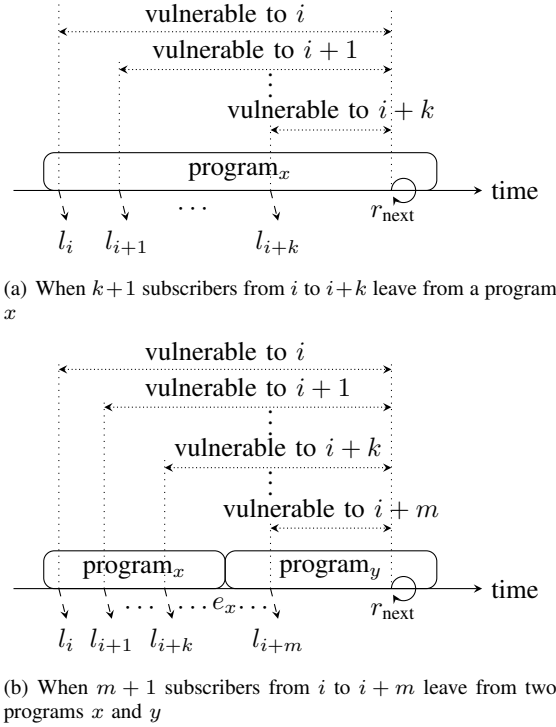 vulnerable to i
vulnerable to i + 1
vulnerable to i + k
program_x
time
l_i l_{i+1} ... l_{i+k} r_next
(a) When k+1 subscribers from i to i+k leave from a program
x
vulnerable to i
vulnerable to i + 1
vulnerable to i + k
vulnerable to i + m
program_x program_y
time
... ... e_x ... r_next
l_i l_{i+1} l_{i+k} l_{i+m}
(b) When m + 1 subscribers from i to i + m leave from two
programs x and y